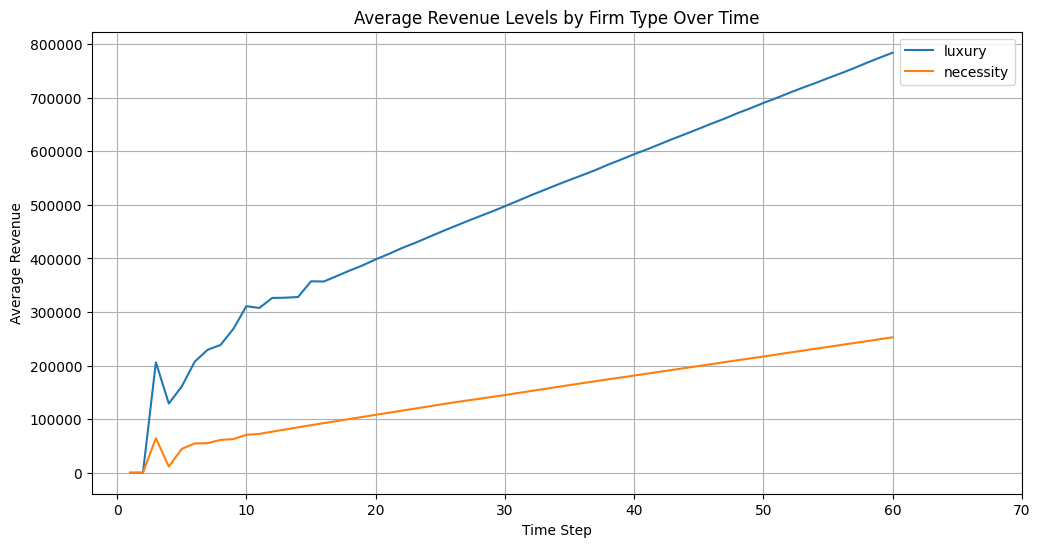 Average Revenue Levels by Firm Type Over Time
luxury
necessity
Average Revenue
800000
700000
600000
500000
400000
300000
200000
100000
0
0 10 20 30 40 50 60 70
Time Step